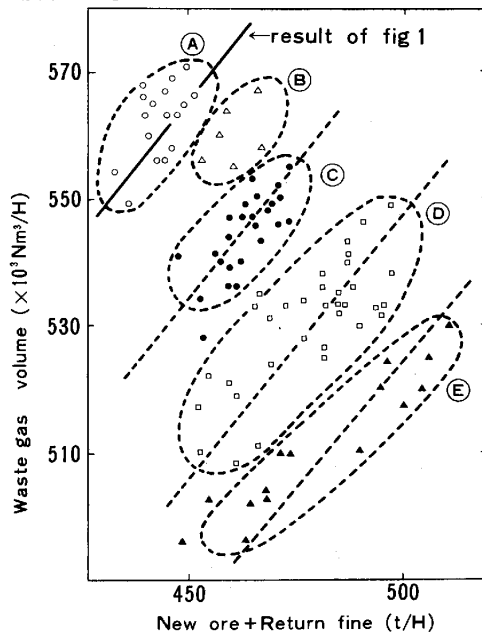 A
←result of fig 1
570
B
C
550
D
530
E
510
Waste gas volume (×10³Nm³/H)
450
500
New ore+Return fine (t/H)